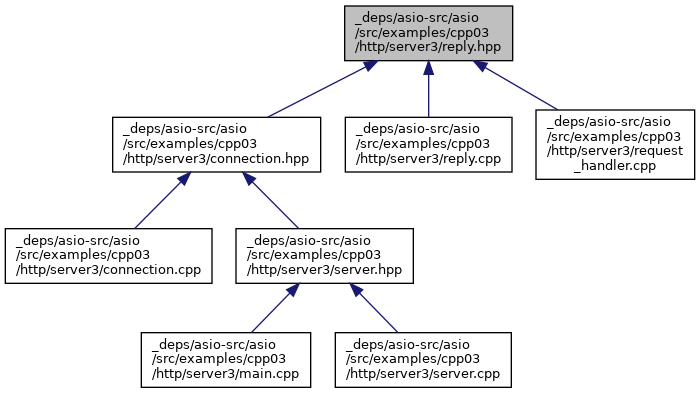 _deps/asio-src/asio
/src/examples/cpp03
/http/server3/reply.hpp
_deps/asio-src/asio
/src/examples/cpp03
/http/server3/connection.hpp
_deps/asio-src/asio
/src/examples/cpp03
/http/server3/reply.cpp
_deps/asio-src/asio
/src/examples/cpp03
/http/server3/request
_handler.cpp
_deps/asio-src/asio
/src/examples/cpp03
/http/server3/connection.cpp
_deps/asio-src/asio
/src/examples/cpp03
/http/server3/server.hpp
_deps/asio-src/asio
/src/examples/cpp03
/http/server3/main.cpp
_deps/asio-src/asio
/src/examples/cpp03
/http/server3/server.cpp